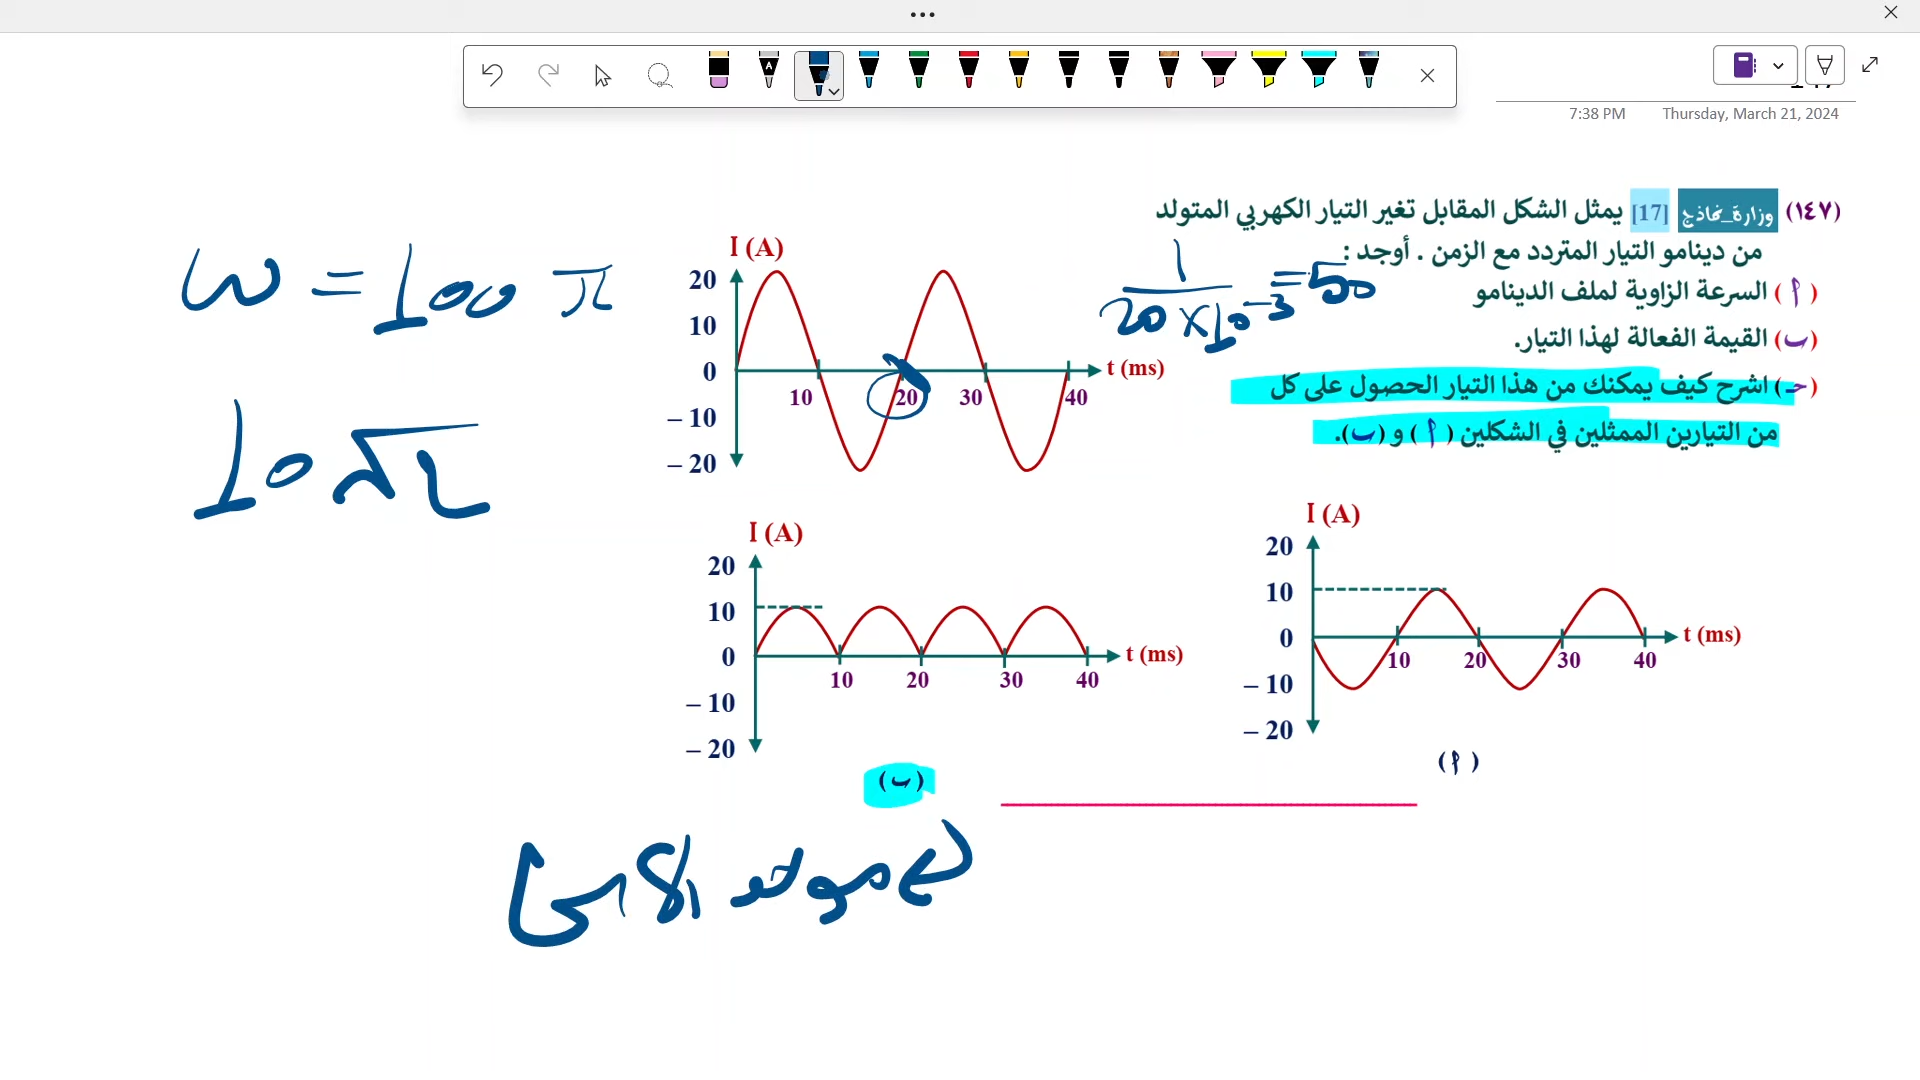 7:38 PM Thursday, March 21, 2024
(١٤٧) وزارة_نماذج [17] يمثل الشكل المقابل تغير التيار الكهربي المتولد
من دينامو التيار المتردد مع الزمن . أوجد :
(أ) السرعة الزاوية لملف الدينامو
(ب) القيمة الفعالة لهذا التيار.
(جـ) اشرح كيف يمكنك من هذا التيار الحصول على كل
من التيارين الممثلين في الشكلين (أ) و (ب).
1
20 × 10 -3 = 50
ω = 100 π
10 √2
I (A)
20
10
0
– 10
– 20
10 20 30 40
t (ms)
I (A)
20
10
0
– 10
– 20
10 20 30 40
t (ms)
(أ)
I (A)
20
10
0
– 10
– 20
10 20 30 40
t (ms)
(ب)